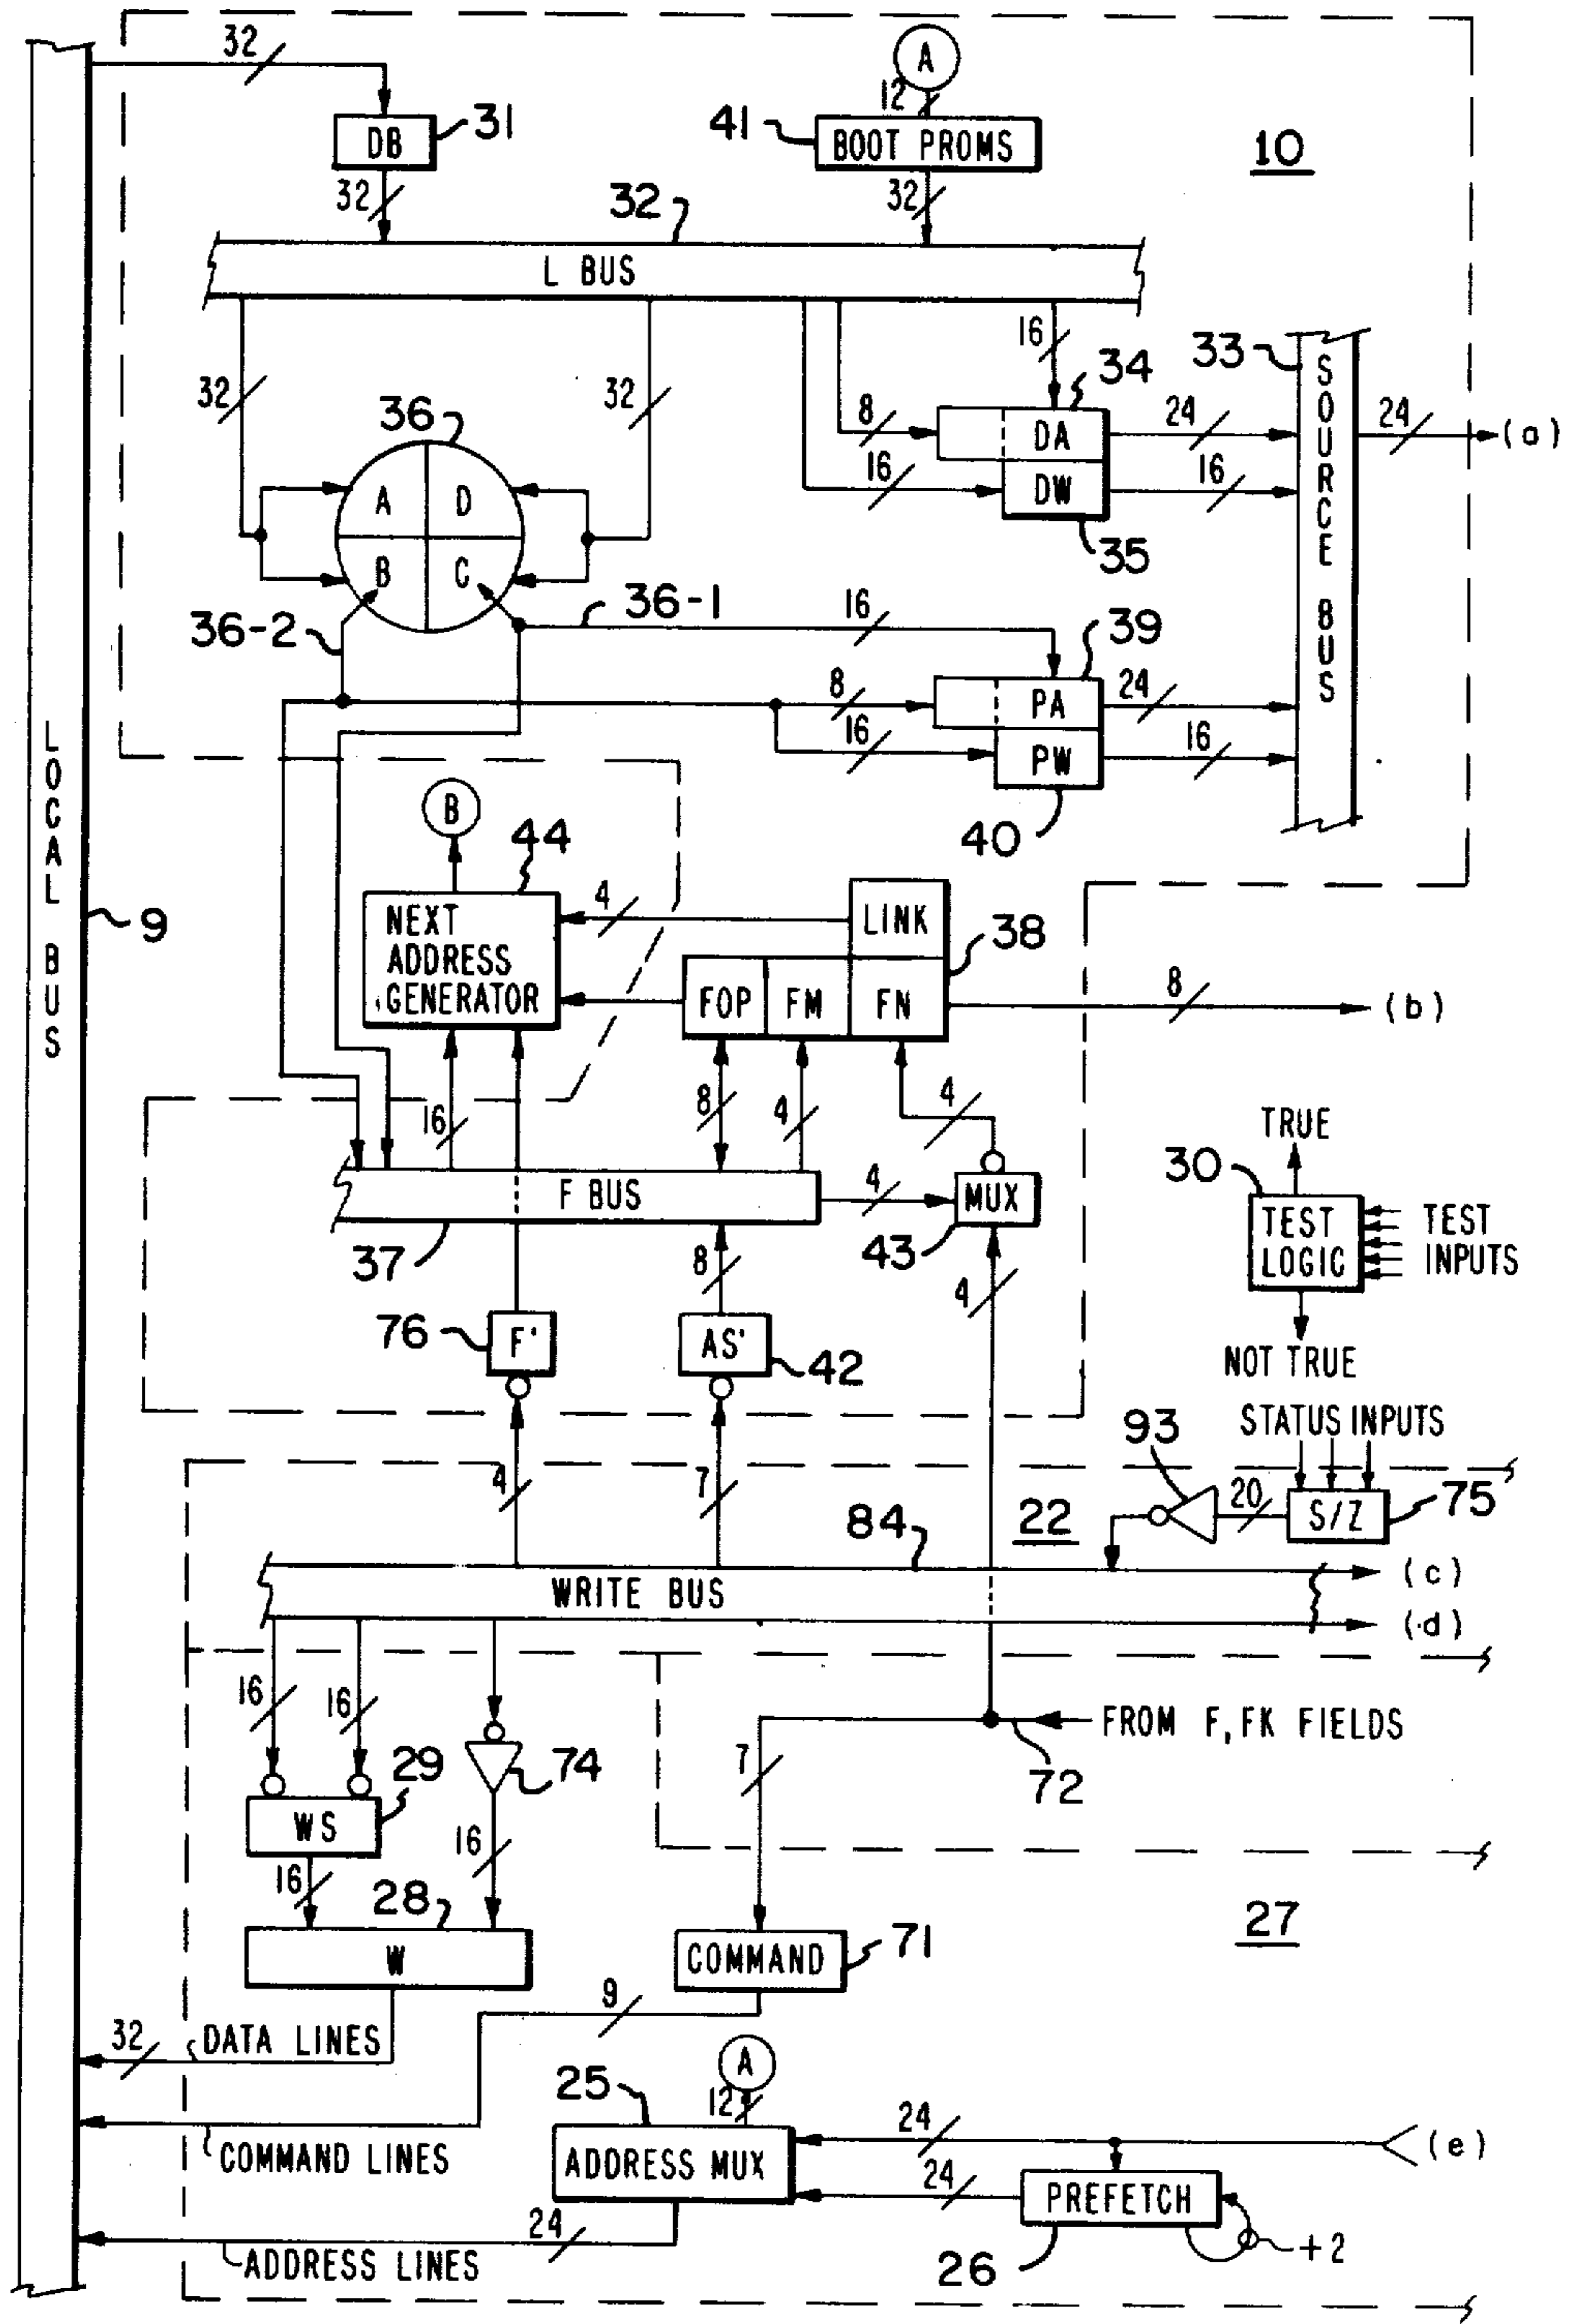 32
A
12
DB
31
41
BOOT PROMS
10
32
32
32
L BUS
16
34
33
SOURCE BUS
32
36
32
8
DA
24
24
(a)
A
D
16
DW
16
B
C
35
36-2
36-1
16
39
8
PA
24
16
PW
16
40
LOCAL BUS
9
B
44
NEXT ADDRESS GENERATOR
4
LINK
38
FOP
FM
FN
8
(b)
16
8
4
4
TRUE
30
TEST LOGIC
TEST INPUTS
F BUS
4
MUX
37
43
8
4
76
F'
AS'
42
NOT TRUE
STATUS INPUTS
93
4
7
22
20
S/Z
75
84
(c)
WRITE BUS
(d)
16
16
FROM F, FK FIELDS
29
74
7
72
WS
16
16
28
27
W
COMMAND
71
9
32
DATA LINES
A
25
12
COMMAND LINES
ADDRESS MUX
24
(e)
24
PREFETCH
24
ADDRESS LINES
26
+2